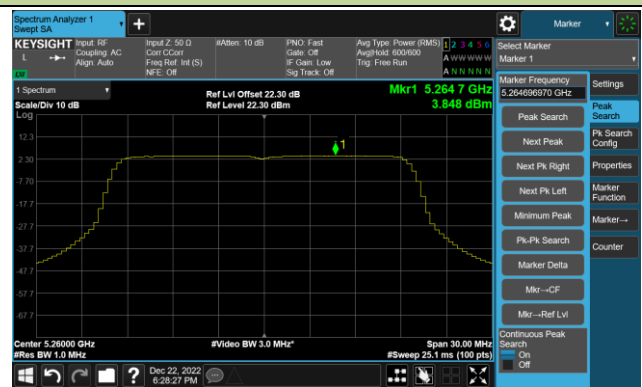 Spectrum Analyzer 1
Swept SA
+
Marker
KEYSIGHT
L
LW
Input: RF
Coupling: AC
Align: Auto
Input Z: 50 Ω
Corr CCorr
Freq Ref: Int (S)
NFE: Off
#Atten: 10 dB
PNO: Fast
Gate: Off
IF Gain: Low
Sig Track: Off
Avg Type: Power (RMS)
Avg|Hold: 600/600
Trig: Free Run
1 2 3 4 5 6
A W W W W W
A N N N N N
Select Marker
Marker 1
1 Spectrum
Scale/Div 10 dB
Log
Ref Lvl Offset 22.30 dB
Ref Level 22.30 dBm
Mkr1 5.264 7 GHz
3.848 dBm
12.3
2.30
-7.70
-17.7
-27.7
-37.7
-47.7
-57.7
-67.7
1
Center 5.26000 GHz
#Res BW 1.0 MHz
#Video BW 3.0 MHz*
Span 30.00 MHz
#Sweep 25.1 ms (100 pts)
Marker Frequency
5.264696970 GHz
Peak Search
Next Peak
Next Pk Right
Next Pk Left
Minimum Peak
Pk-Pk Search
Marker Delta
Mkr→CF
Mkr→Ref Lvl
Continuous Peak
Search
On
Off
Settings
Peak
Search
Pk Search
Config
Properties
Marker
Function
Marker→
Counter
?
Dec 22, 2022
6:28:27 PM